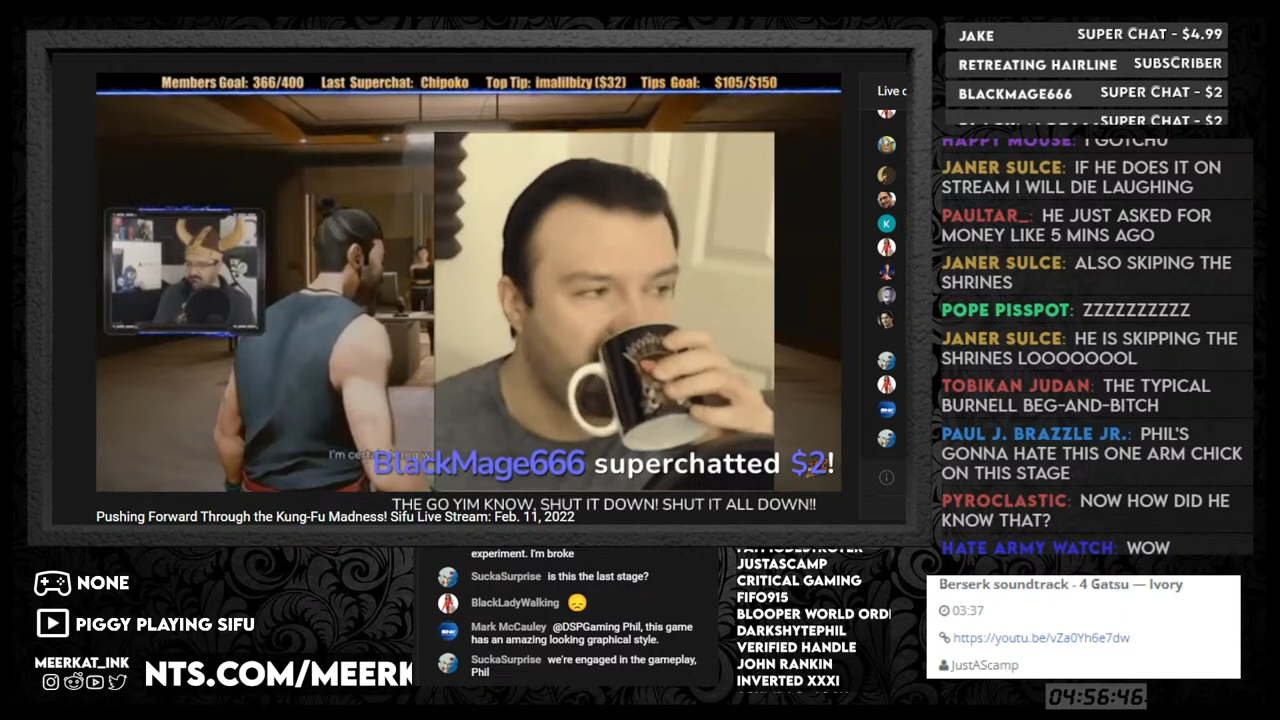 Members Goal: 366/400 Last Superchat: Chipoko Top Tip: imalilbizy ($32) Tips Goal: $105/$150
Live c
K
I'm certa
BlackMage666 superchatted $2!
THE GO YIM KNOW, SHUT IT DOWN! SHUT IT ALL DOWN!!
Pushing Forward Through the Kung-Fu Madness! Sifu Live Stream: Feb. 11, 2022
JAKE SUPER CHAT - $4.99
RETREATING HAIRLINE SUBSCRIBER
BLACKMAGE666 SUPER CHAT - $2
SUPER CHAT - $2
HAPPY MOUSE: I GOTCHU
JANER SULCE: IF HE DOES IT ON
STREAM I WILL DIE LAUGHING
PAULTAR_: HE JUST ASKED FOR
MONEY LIKE 5 MINS AGO
JANER SULCE: ALSO SKIPING THE
SHRINES
POPE PISSPOT: ZZZZZZZZZZ
JANER SULCE: HE IS SKIPPING THE
SHRINES LOOOOOOOL
TOBIKAN JUDAN: THE TYPICAL
BURNELL BEG-AND-BITCH
PAUL J. BRAZZLE JR.: PHIL'S
GONNA HATE THIS ONE ARM CHICK
ON THIS STAGE
PYROCLASTIC: NOW HOW DID HE
KNOW THAT?
HATE ARMY WATCH: WOW
NONE
PIGGY PLAYING SIFU
MEERKAT_INK
NTS.COM/MEERK
experiment. I'm broke
SuckaSurprise is this the last stage?
BlackLadyWalking
Mark McCauley @DSPGaming Phil, this game
has an amazing looking graphical style.
SuckaSurprise we're engaged in the gameplay,
Phil
JUSTASCAMP
CRITICAL GAMING
FIFO915
BLOOPER WORLD ORD
DARKSHYTEPHIL
VERIFIED HANDLE
JOHN RANKIN
INVERTED XXXI
Berserk soundtrack - 4 Gatsu — Ivory
03:37
https://youtu.be/vZa0Yh6e7dw
JustAScamp
04:56:46